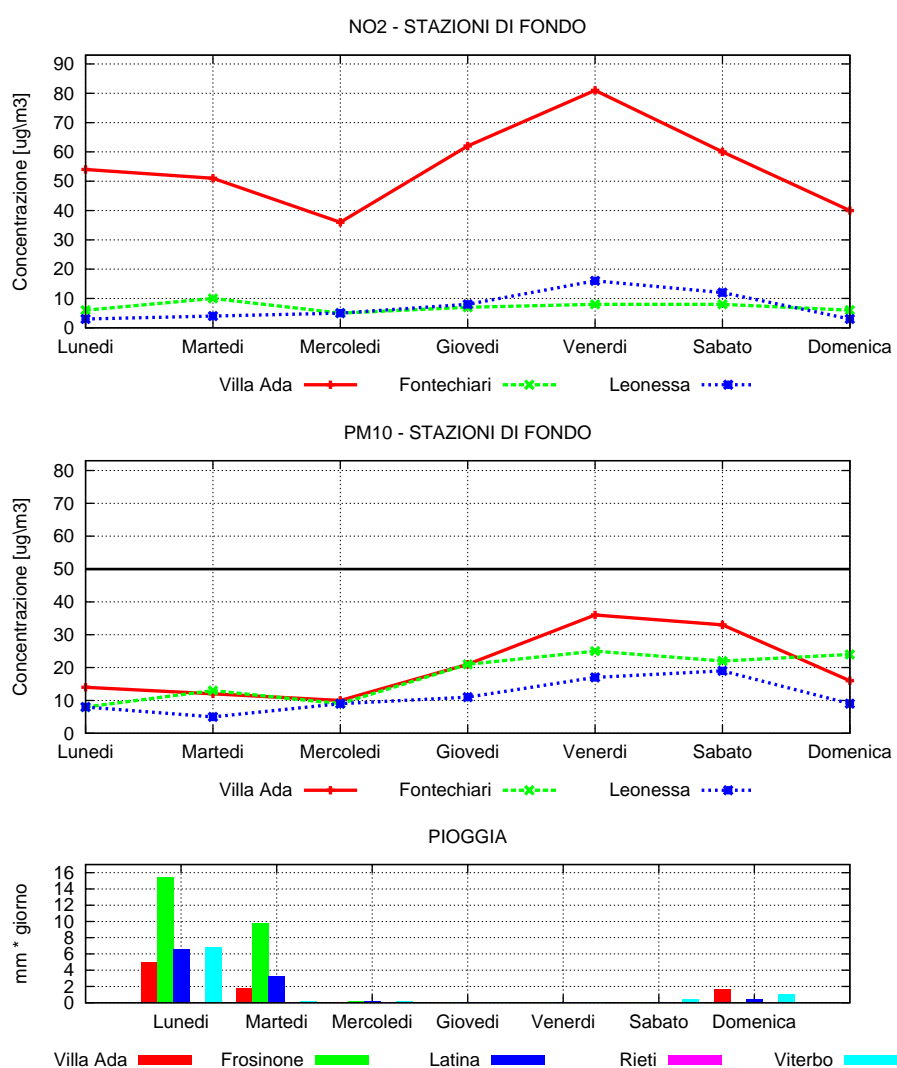 NO2 - STAZIONI DI FONDO
Concentrazione [ug\m3]
90
80
70
60
50
40
30
20
10
0
Lunedi Martedi Mercoledi Giovedi Venerdi Sabato Domenica
Villa Ada Fontechiari Leonessa
PM10 - STAZIONI DI FONDO
Concentrazione [ug\m3]
80
70
60
50
40
30
20
10
0
Lunedi Martedi Mercoledi Giovedi Venerdi Sabato Domenica
Villa Ada Fontechiari Leonessa
PIOGGIA
mm * giorno
16
14
12
10
8
6
4
2
0
Lunedi Martedi Mercoledi Giovedi Venerdi Sabato Domenica
Villa Ada Frosinone Latina Rieti Viterbo